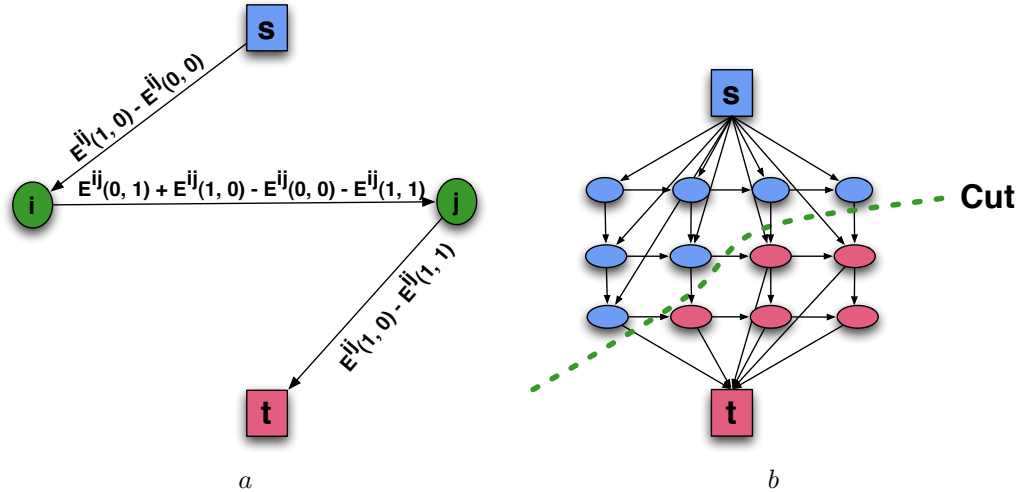 s
E^ij(1, 0) - E^ij(0, 0)
i
E^ij(0, 1) + E^ij(1, 0) - E^ij(0, 0) - E^ij(1, 1)
j
E^ij(1, 0) - E^ij(1, 1)
t
a
s
Cut
t
b